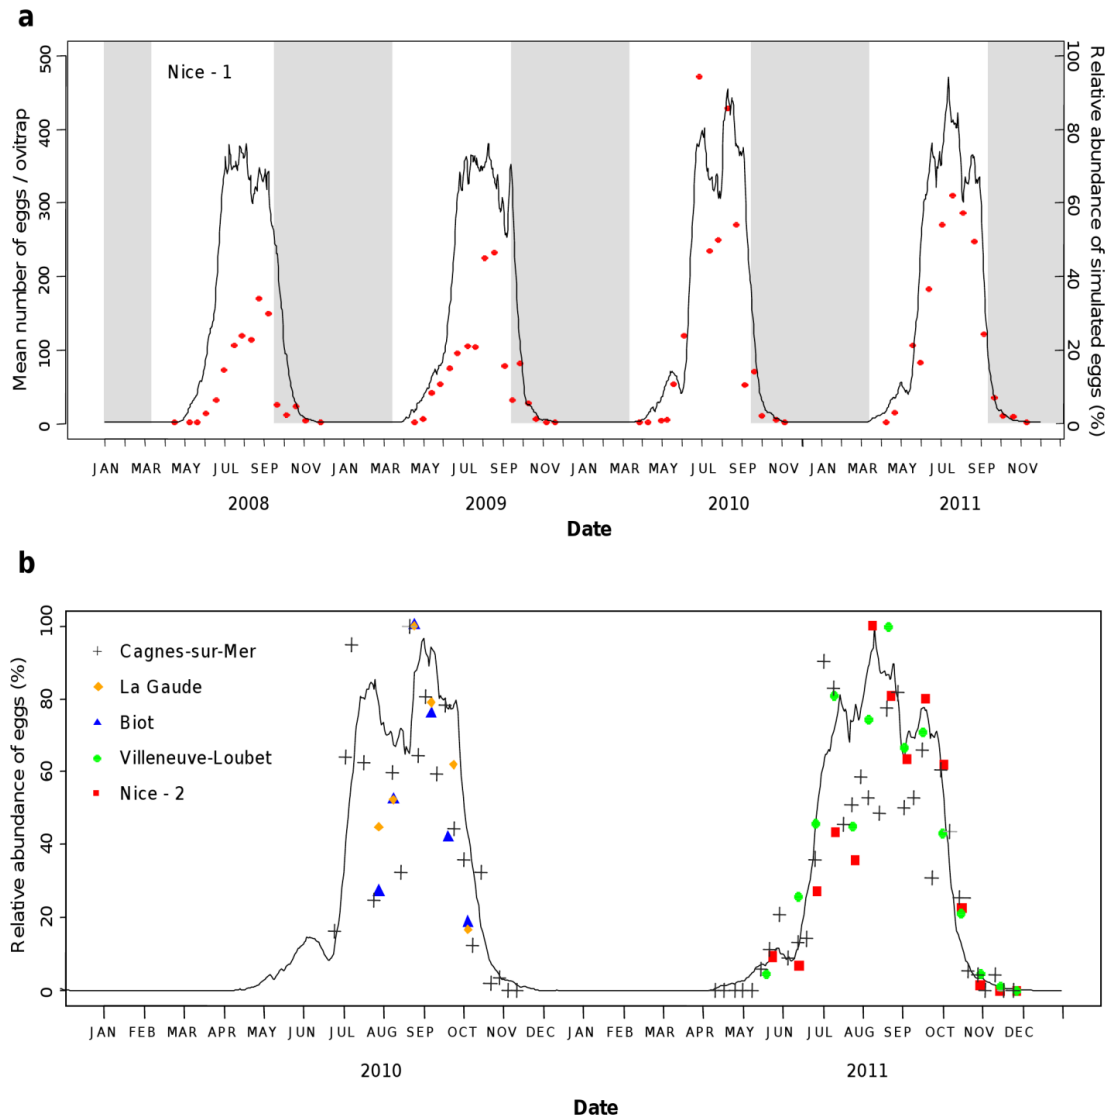 a
Nice - 1
Mean number of eggs / ovitrap
0 100 200 300 400 500
Relative abundance of simulated eggs (%)
0 20 40 60 80 100
JAN MAR MAY JUL SEP NOV JAN MAR MAY JUL SEP NOV JAN MAR MAY JUL SEP NOV JAN MAR MAY JUL SEP NOV
2008 2009 2010 2011
Date
b
Relative abundance of eggs (%)
0 20 40 60 80 100
Cagnes-sur-Mer
La Gaude
Biot
Villeneuve-Loubet
Nice - 2
JAN FEB MAR APR MAY JUN JUL AUG SEP OCT DEC JAN FEB MAR APR MAY JUN JUL AUG SEP OCT NOV DEC
2010 2011
Date